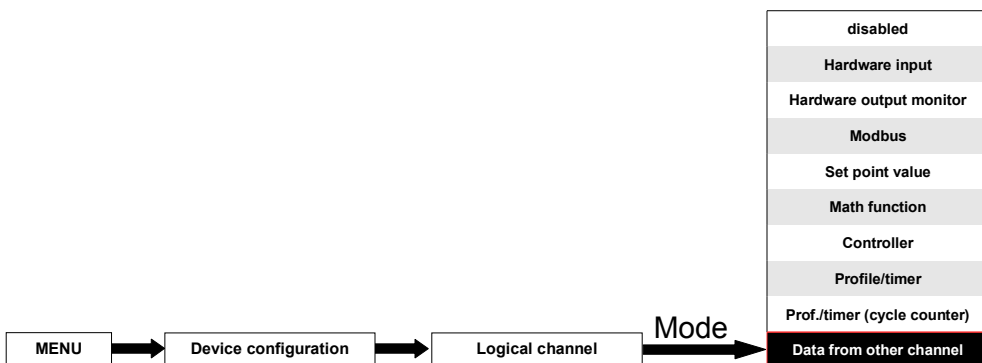 disabled
Hardware input
Hardware output monitor
Modbus
Set point value
Math function
Controller
Profile/timer
Prof./timer (cycle counter)
MENU Device configuration Logical channel Mode Data from other channel